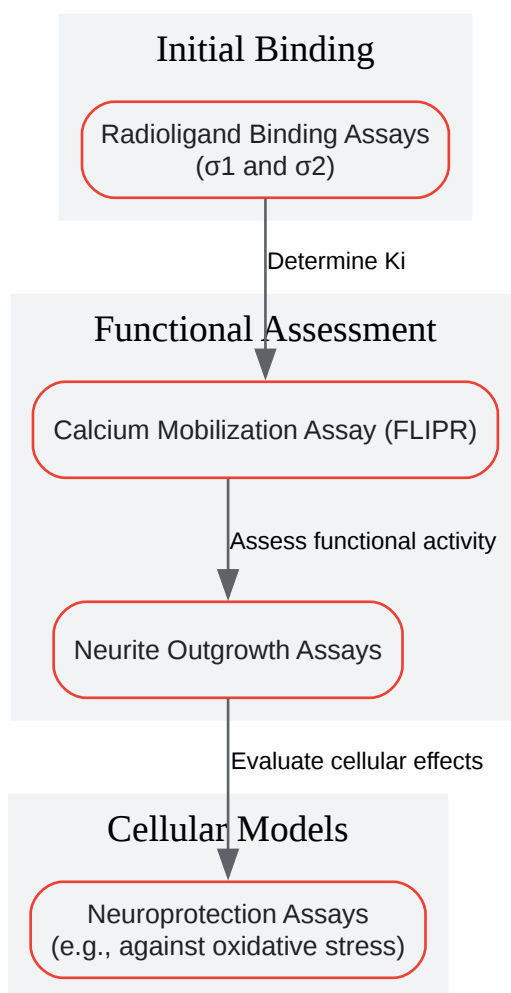 Initial Binding
Radioligand Binding Assays
(σ1 and σ2)
Determine Ki
Functional Assessment
Calcium Mobilization Assay (FLIPR)
Assess functional activity
Neurite Outgrowth Assays
Evaluate cellular effects
Cellular Models
Neuroprotection Assays
(e.g., against oxidative stress)